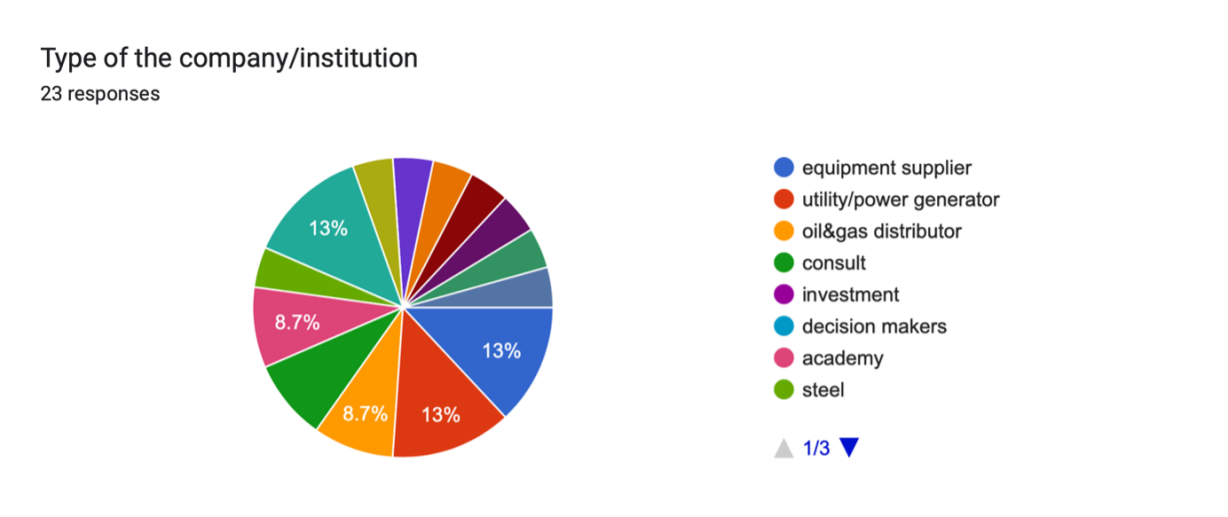 Type of the company/institution
23 responses
13%
8.7%
8.7%
13%
13%
equipment supplier
utility/power generator
oil&gas distributor
consult
investment
decision makers
academy
steel
1/3